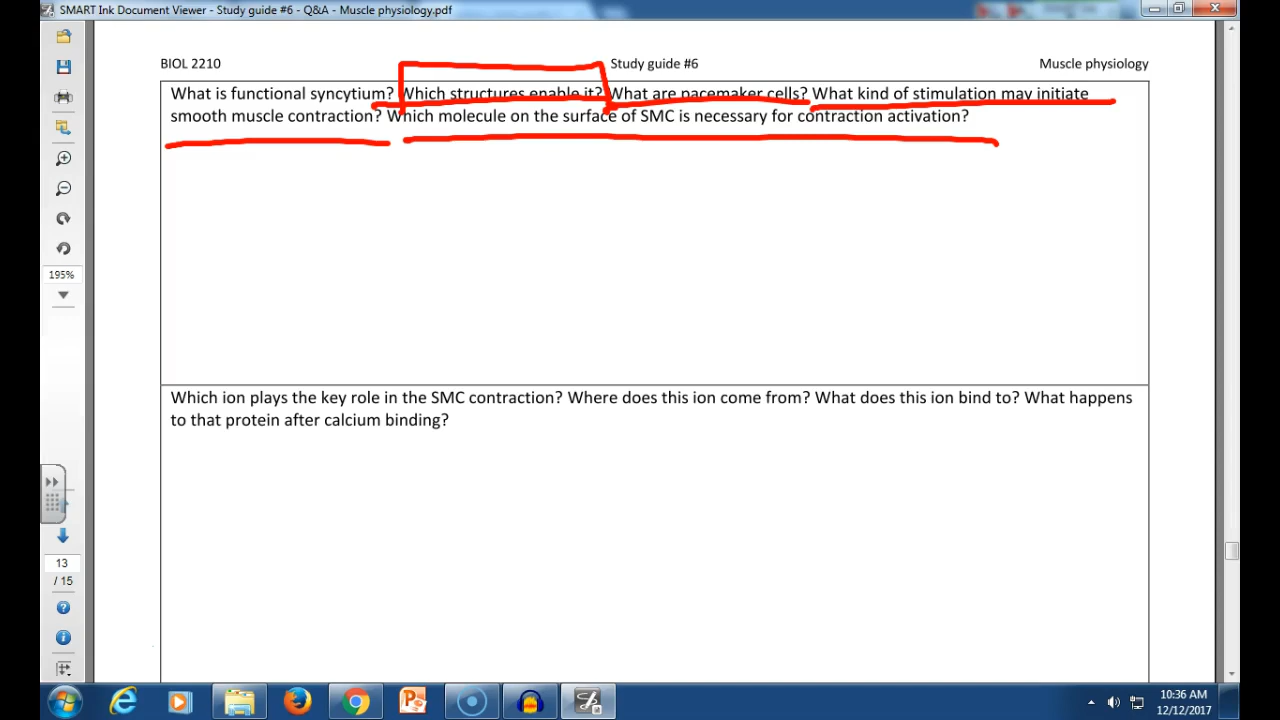 SMART Ink Document Viewer - Study guide #6 - Q&A - Muscle physiology.pdf
BIOL 2210 Study guide #6 Muscle physiology
What is functional syncytium? Which structures enable it? What are pacemaker cells? What kind of stimulation may initiate
smooth muscle contraction? Which molecule on the surface of SMC is necessary for contraction activation?
195%
Which ion plays the key role in the SMC contraction? Where does this ion come from? What does this ion bind to? What happens
to that protein after calcium binding?
13
/ 15
10:36 AM
12/12/2017